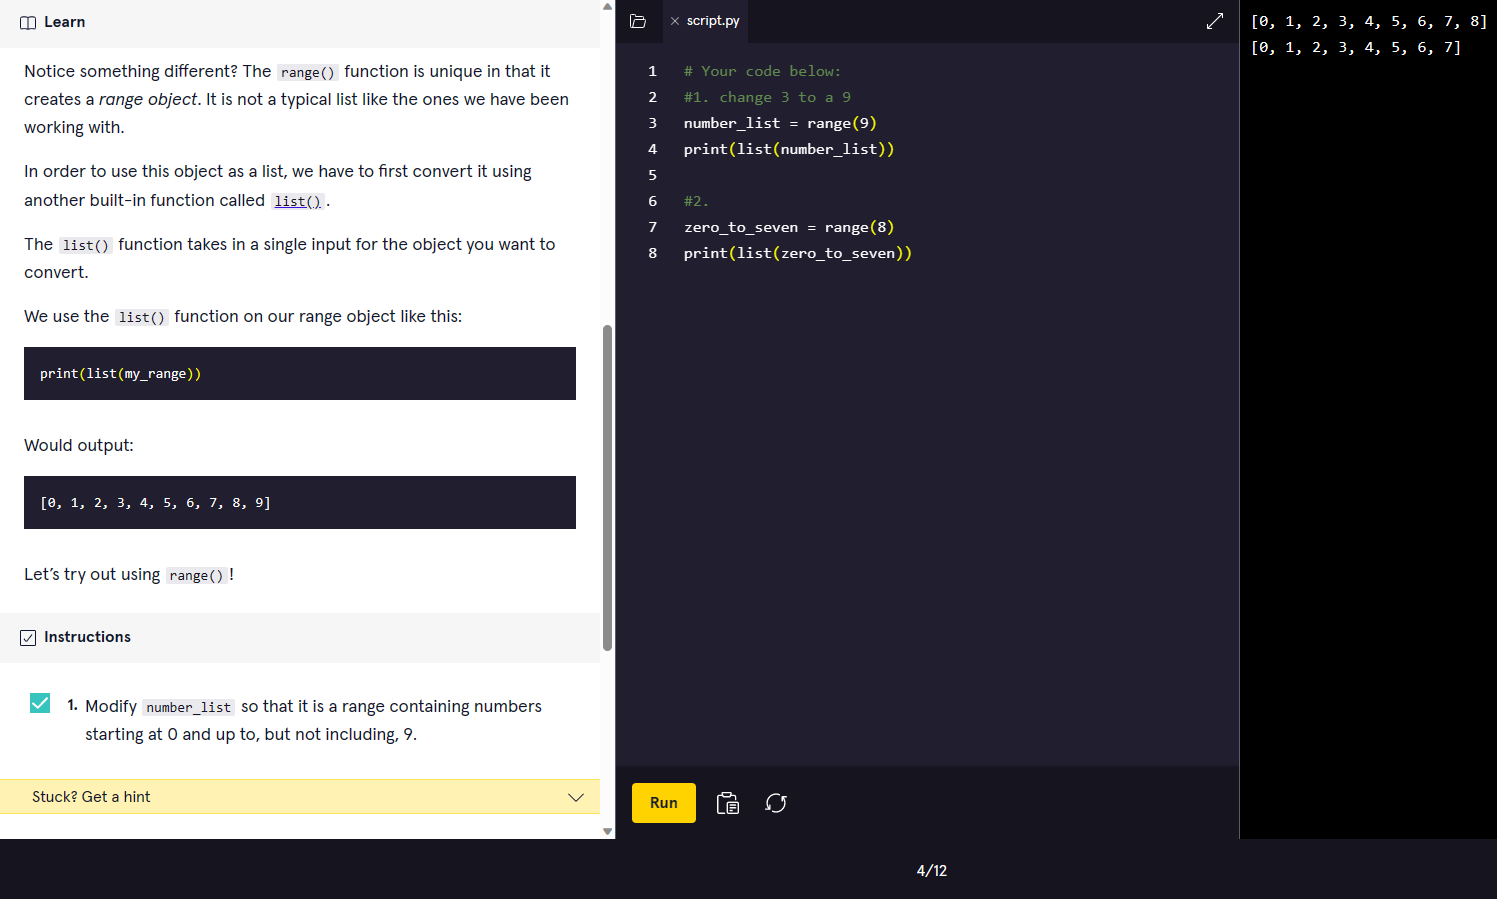 Learn
Notice something different? The range() function is unique in that it
creates a range object. It is not a typical list like the ones we have been
working with.
In order to use this object as a list, we have to first convert it using
another built-in function called list().
The list() function takes in a single input for the object you want to
convert.
We use the list() function on our range object like this:
print(list(my_range))
Would output:
[0, 1, 2, 3, 4, 5, 6, 7, 8, 9]
Let’s try out using range()!
Instructions
1. Modify number_list so that it is a range containing numbers
starting at 0 and up to, but not including, 9.
Stuck? Get a hint
script.py
1 # Your code below:
2 #1. change 3 to a 9
3 number_list = range(9)
4 print(list(number_list))
5
6 #2.
7 zero_to_seven = range(8)
8 print(list(zero_to_seven))
Run
[0, 1, 2, 3, 4, 5, 6, 7, 8]
[0, 1, 2, 3, 4, 5, 6, 7]
4/12